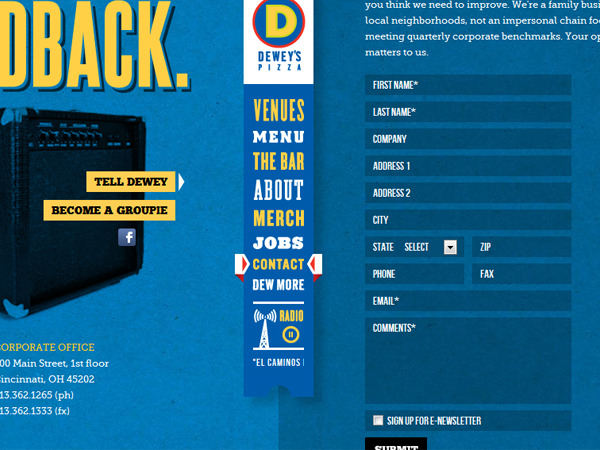 DBACK.
TELL DEWEY
BECOME A GROUPIE
f
CORPORATE OFFICE
00 Main Street, 1st floor
Cincinnati, OH 45202
13.362.1265 (ph)
13.362.1333 (fx)
D
DEWEY'S
PIZZA
VENUES
MENU
THE BAR
ABOUT
MERCH
JOBS
CONTACT
DEW MORE
RADIO
"EL CAMINOS I
you think we need to improve. We're a family busi
local neighborhoods, not an impersonal chain foc
meeting quarterly corporate benchmarks. Your op
matters to us.
FIRST NAME*
LAST NAME*
COMPANY
ADDRESS 1
ADDRESS 2
CITY
STATE SELECT ZIP
PHONE FAX
EMAIL*
COMMENTS*
SIGN UP FOR E-NEWSLETTER
SUBMIT